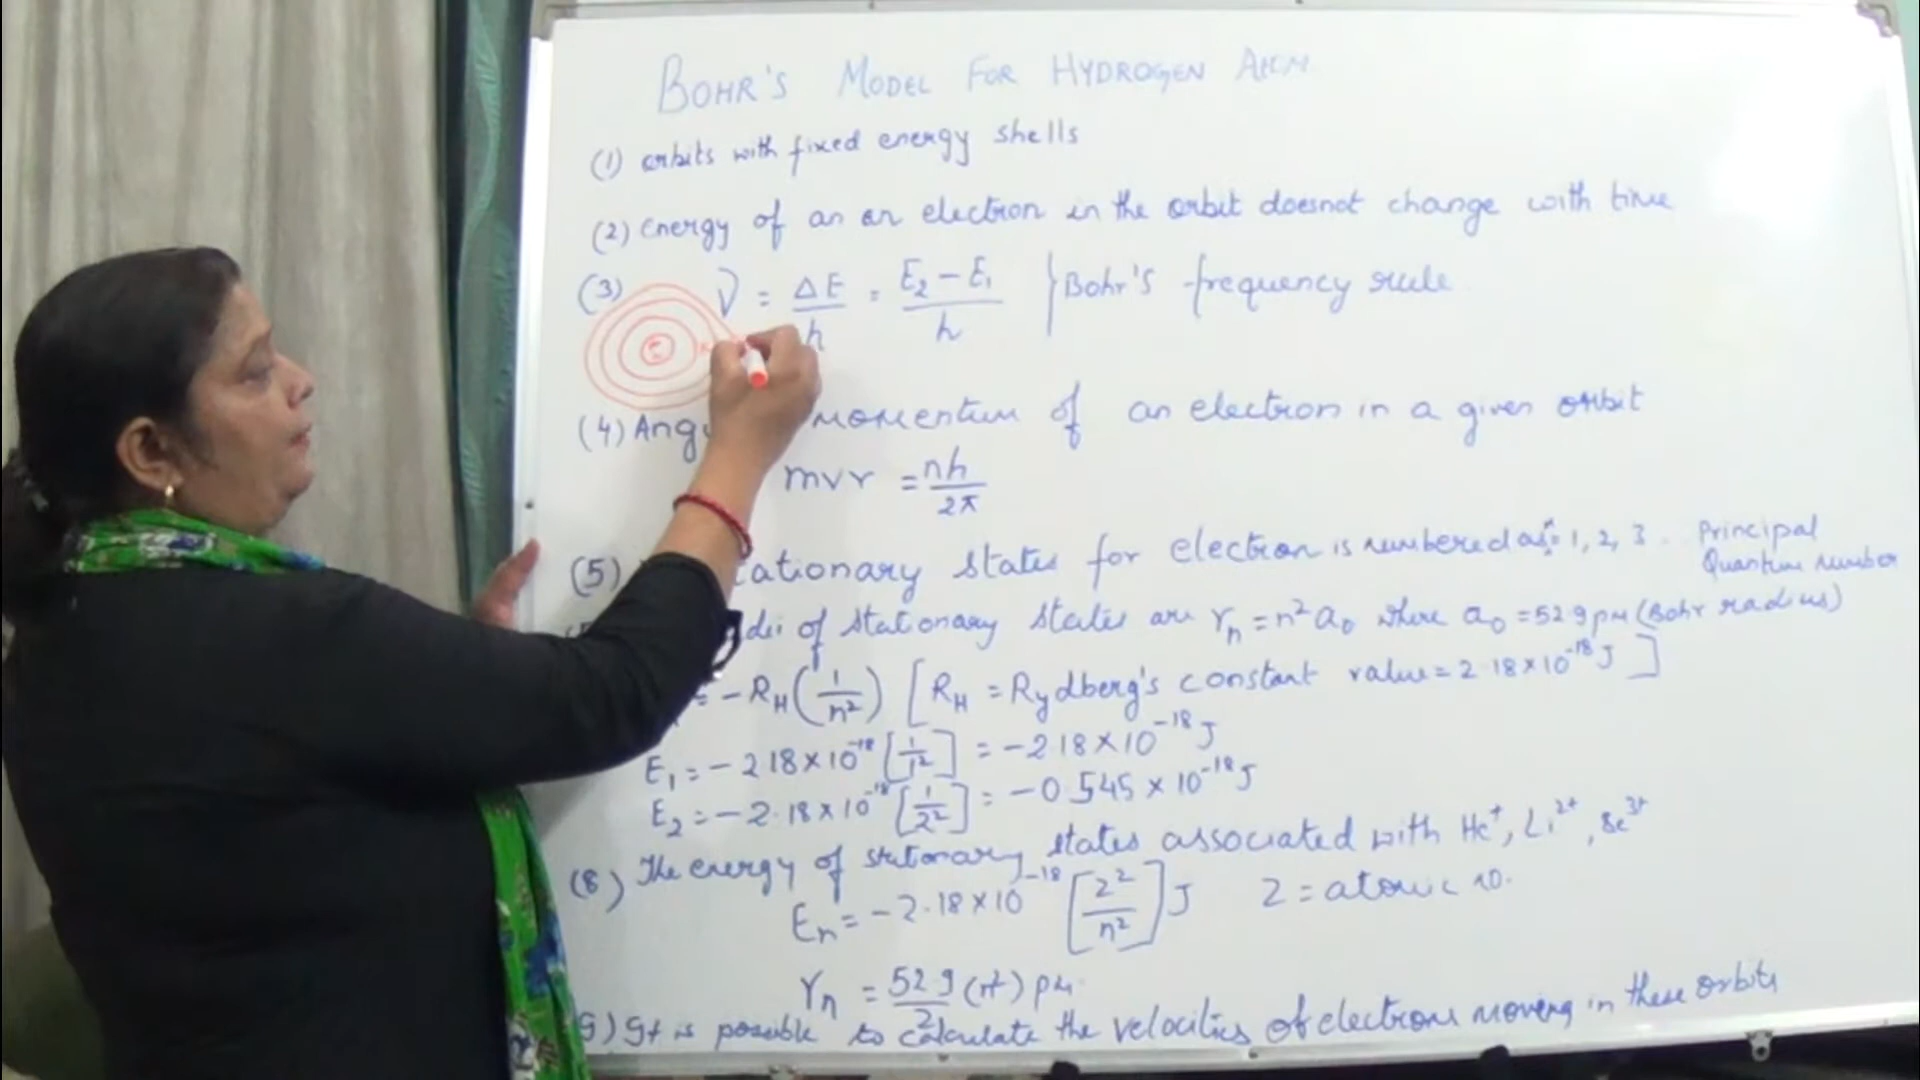 BOHR'S MODEL FOR HYDROGEN ATOM
(1) orbits with fixed energy shells
(2) Energy of an an electron in the orbit doesnot change with time
(3) ν = ΔE/h = E₂ - E₁/h } Bohr's frequency rule
(4) Angu momentum of an electron in a given orbit
mvr = nh/2π
(5) tationary states for electron is numbered as n= 1, 2, 3. Principal Quantum number
dii of stationary states are rₙ = n² a₀ where a₀ = 52.9 pm (Bohr radius)
= - R_H (1/n²) [R_H = Rydberg's constant value = 2.18 × 10⁻¹⁸ J]
E₁ = - 2.18 × 10⁻¹⁸ [1/1²] = - 2.18 × 10⁻¹⁸ J
E₂ = - 2.18 × 10⁻¹⁸ [1/2²] = - 0.545 × 10⁻¹⁸ J
(8) The energy of stationary states associated with He⁺, Li²⁺, Be³⁺
Eₙ = - 2.18 × 10⁻¹⁸ [Z²/n²] J Z = atomic no.
rₙ = 52.9 (n²)/Z pm
9) It is possible to calculate the velocities of electrons moving in these orbits